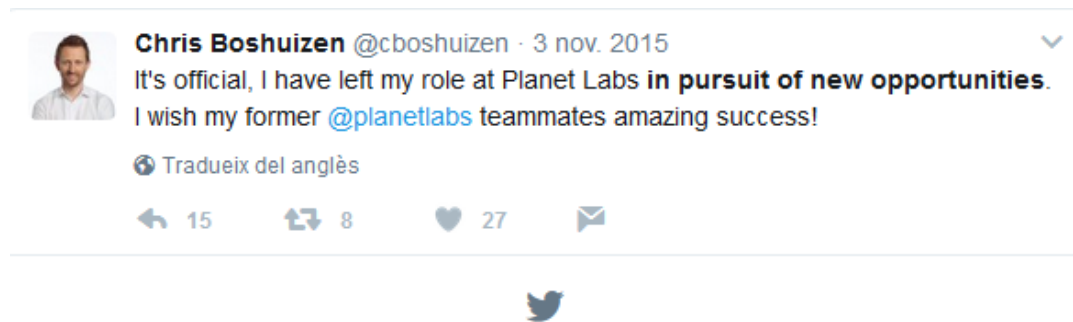 Chris Boshuizen @cboshuizen · 3 nov. 2015
It's official, I have left my role at Planet Labs in pursuit of new opportunities.
I wish my former @planetlabs teammates amazing success!
Tradueix del anglès
15 8 27